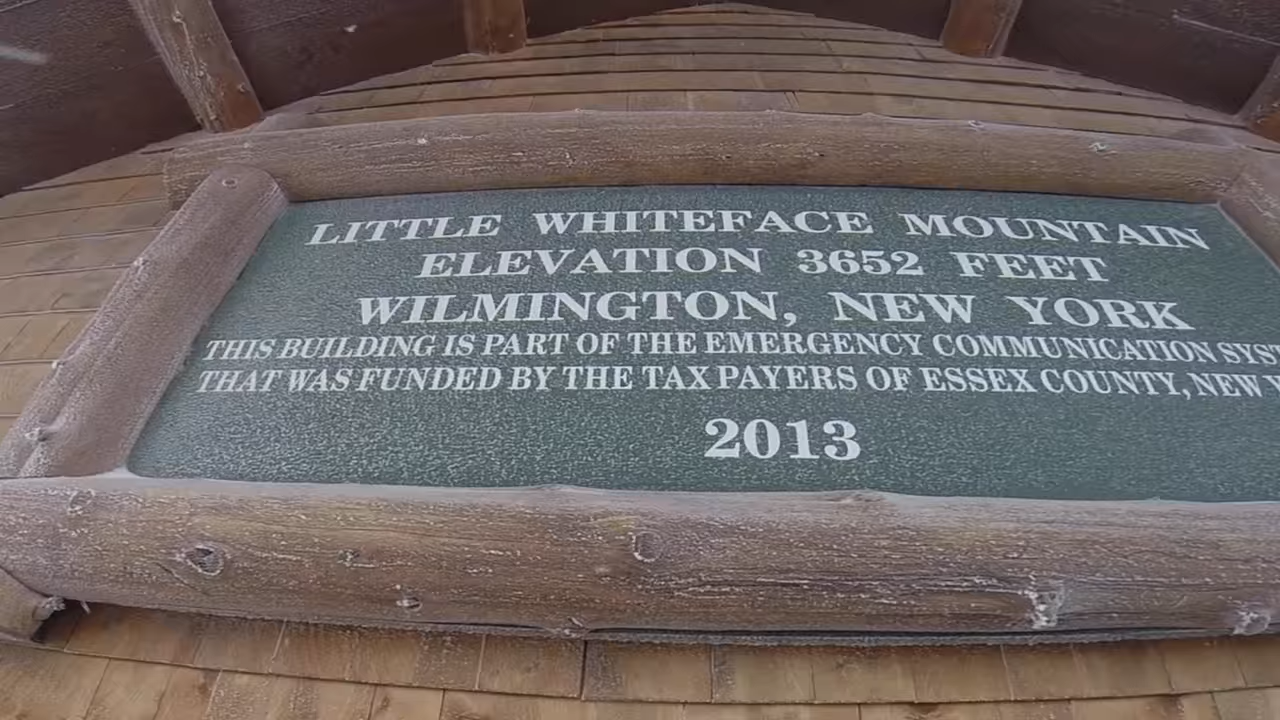 LITTLE WHITEFACE MOUNTAIN
ELEVATION 3652 FEET
WILMINGTON, NEW YORK
THIS BUILDING IS PART OF THE EMERGENCY COMMUNICATION
THAT WAS FUNDED BY THE TAX PAYERS OF ESSEX COUNTY, NEW
2013